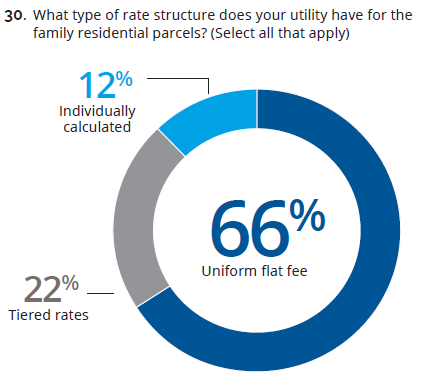 30. What type of rate structure does your utility have for the
family residential parcels? (Select all that apply)
12%
Individually
calculated
66%
Uniform flat fee
22%
Tiered rates